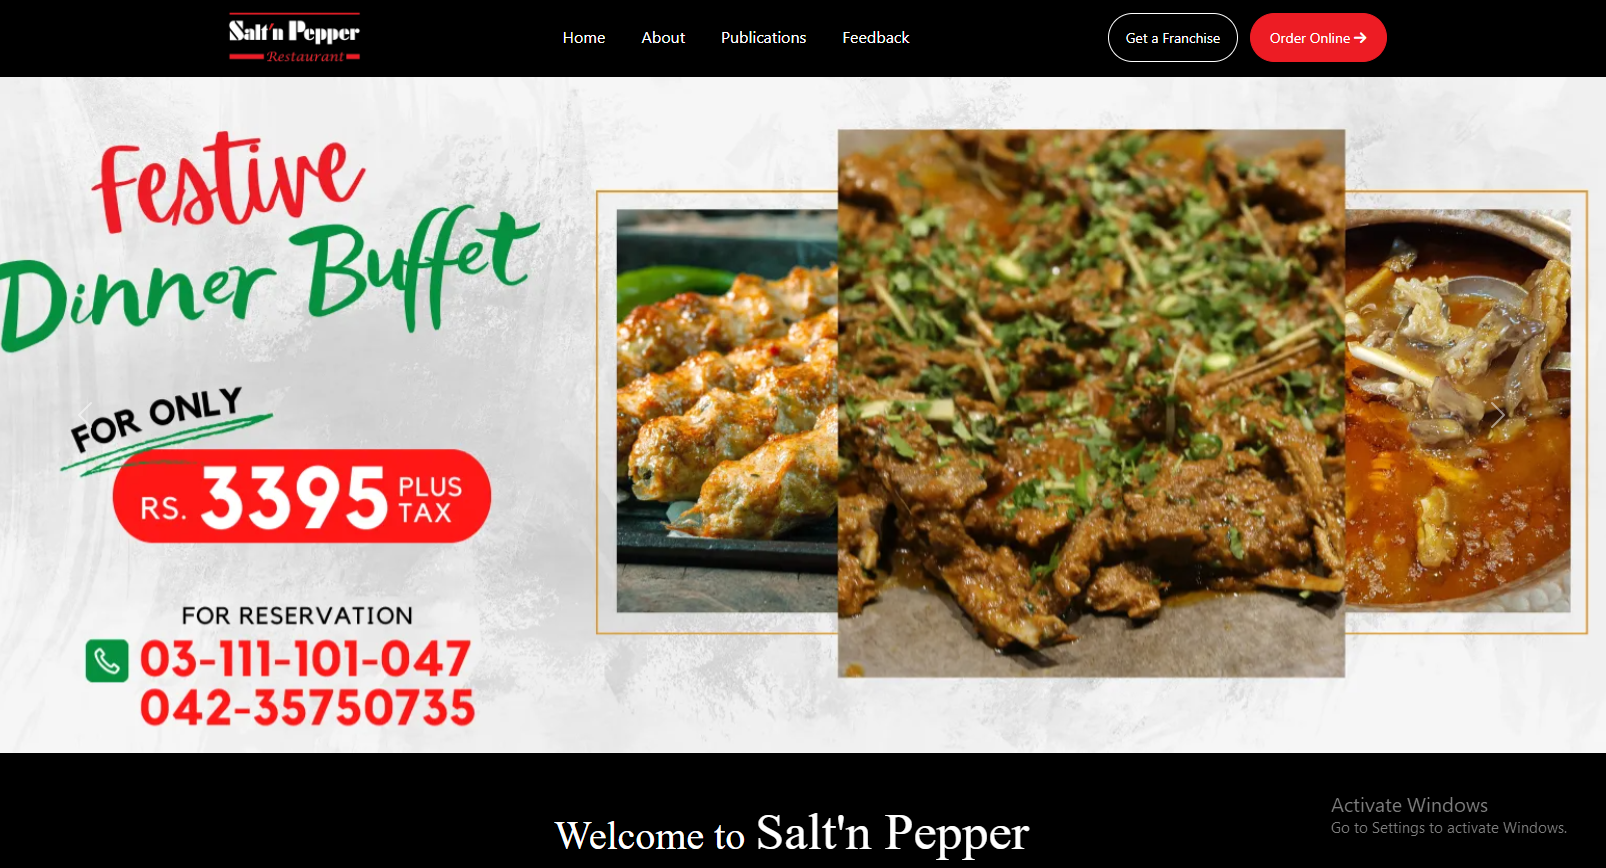 Salt'n Pepper
Restaurant
Home
About
Publications
Feedback
Get a Franchise
Order Online
Festive
Dinner Buffet
FOR ONLY
RS. 3395 PLUS TAX
FOR RESERVATION
03-111-101-047
042-35750735
Welcome to Salt'n Pepper
Activate Windows
Go to Settings to activate Windows.